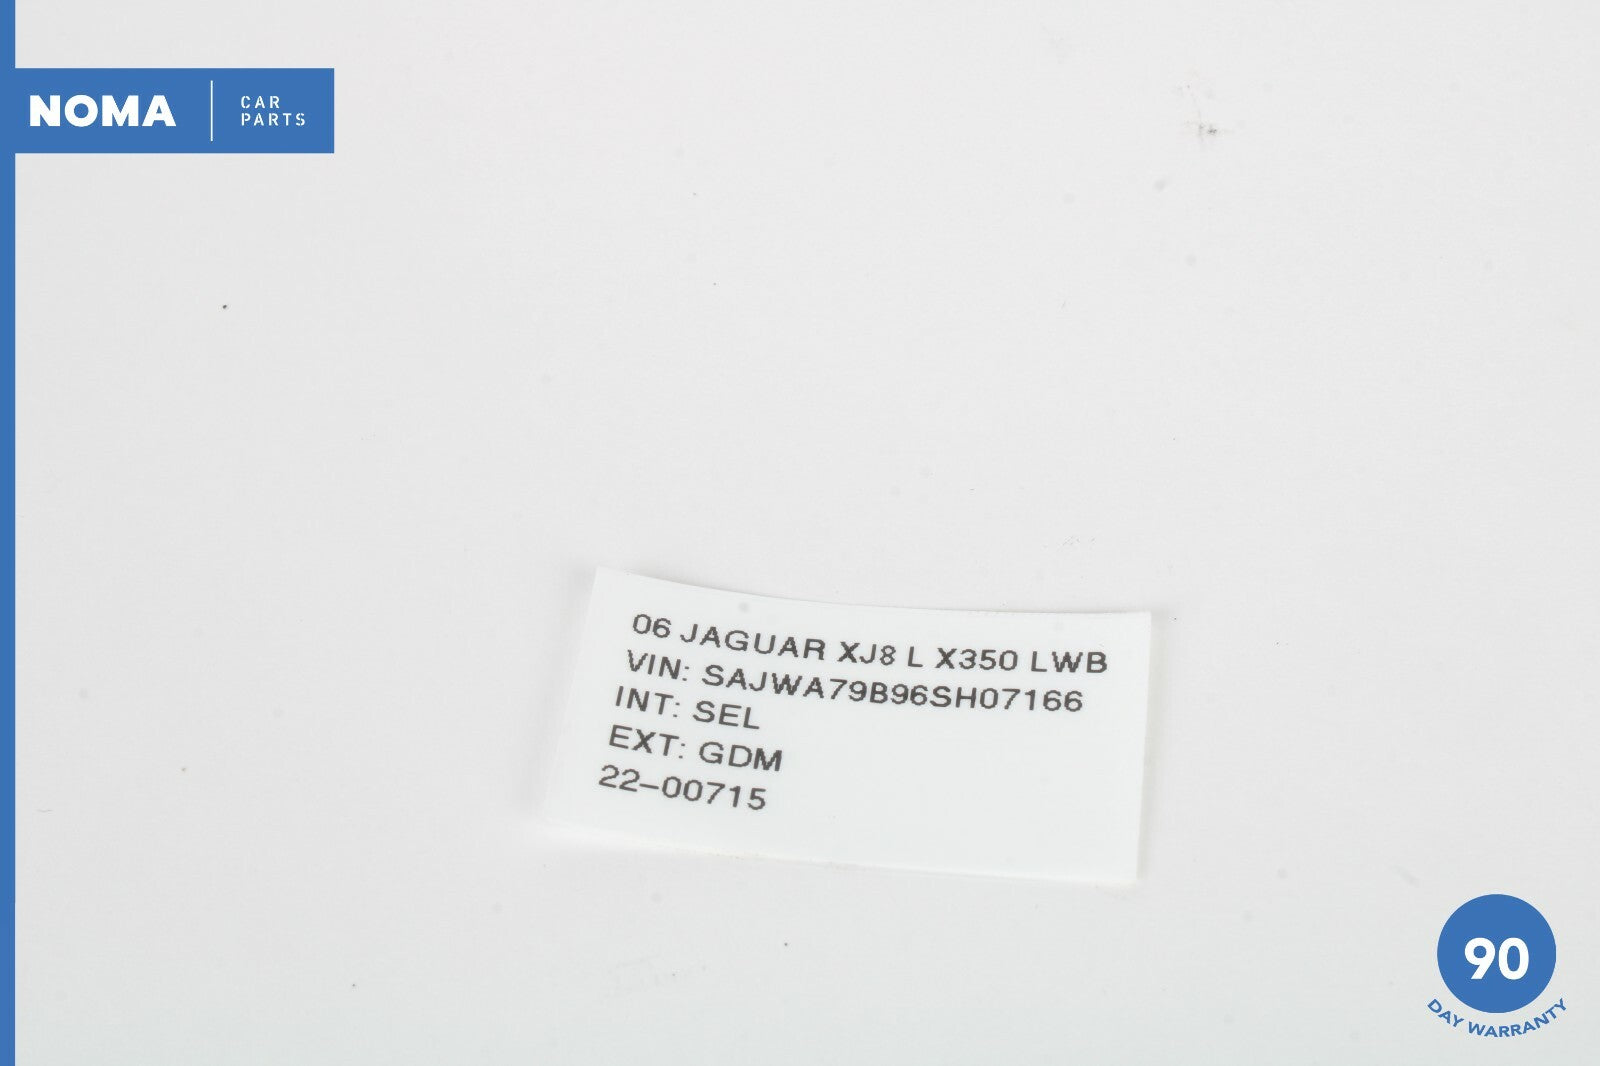 NOMA
CAR
PARTS
06 JAGUAR XJ8 L X350 LWB
VIN: SAJWA79B96SH07166
INT: SEL
EXT: GDM
22-00715
90
DAY WARRANTY